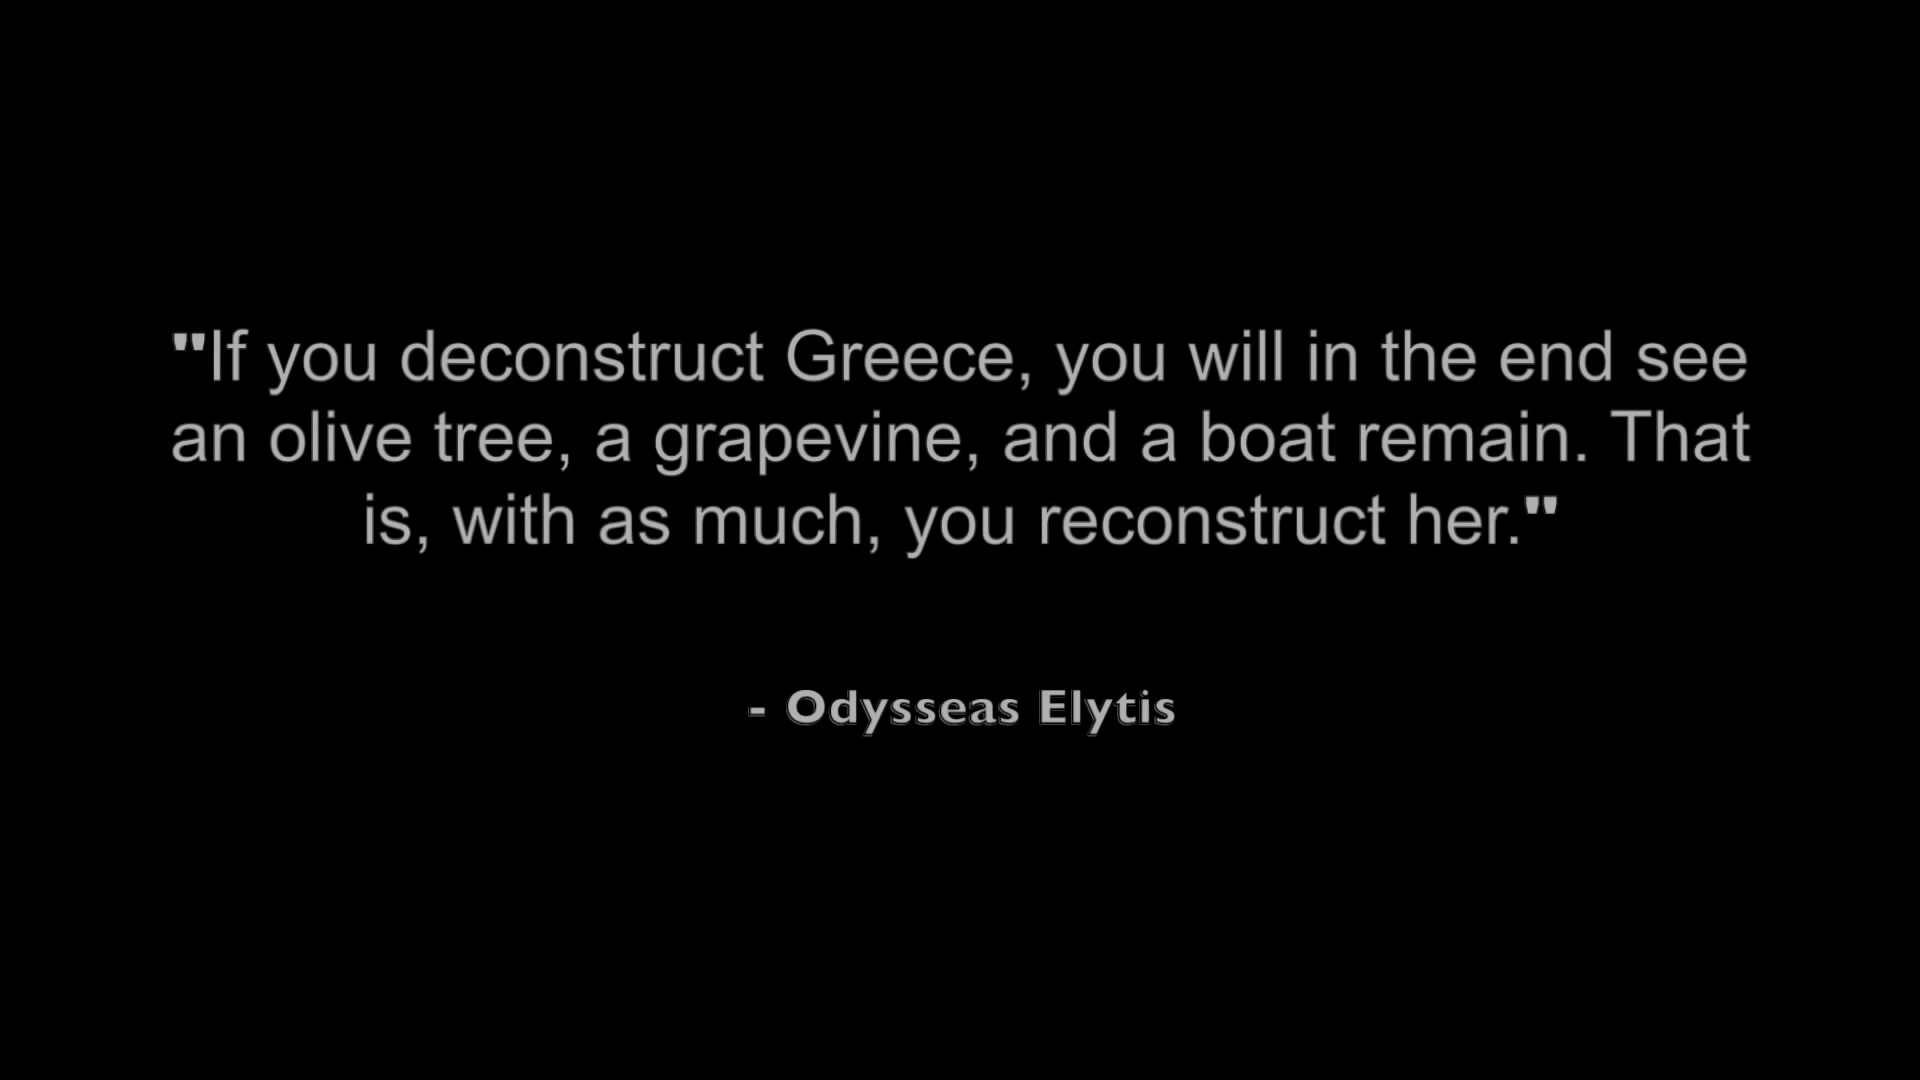 "If you deconstruct Greece, you will in the end see
an olive tree, a grapevine, and a boat remain. That
is, with as much, you reconstruct her."
- Odysseas Elytis